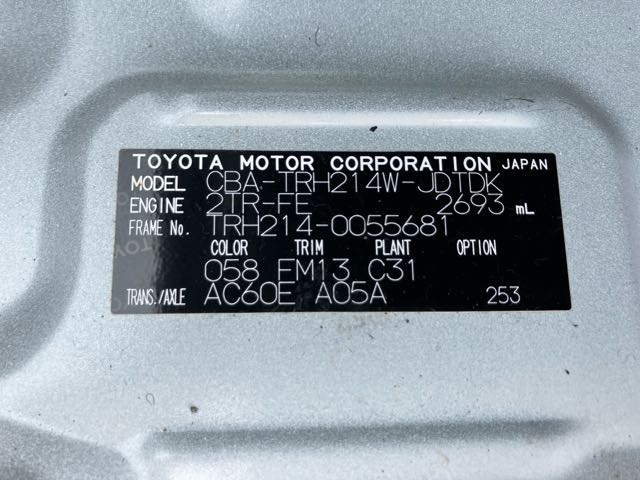 TOYOTA MOTOR CORPORATION JAPAN
MODEL CBA-TRH214W-JDTDK
ENGINE 2TR-FE 2693 mL
FRAME No. TRH214-0055681
COLOR TRIM PLANT OPTION
058 FM13 C31
TRANS./AXLE AC60E A05A 253